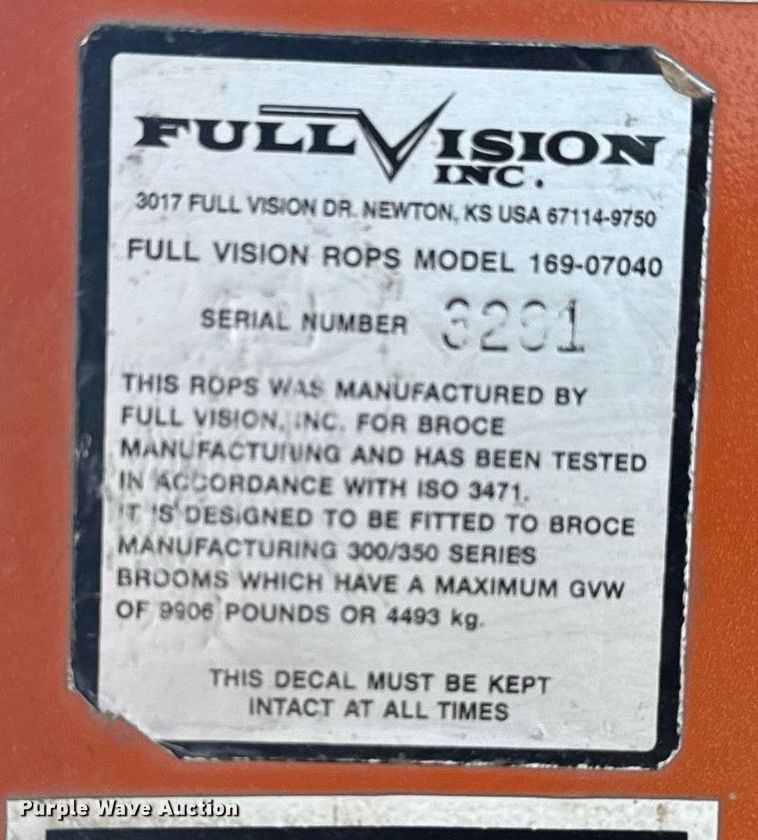 FULL VISION
INC.
3017 FULL VISION DR. NEWTON, KS USA 67114-9750
FULL VISION ROPS MODEL 169-07040
SERIAL NUMBER
THIS ROPS WAS MANUFACTURED BY
FULL VISION, INC. FOR BROCE
MANUFACTURING AND HAS BEEN TESTED
IN ACCORDANCE WITH ISO 3471.
IT IS DESIGNED TO BE FITTED TO BROCE
MANUFACTURING 300/350 SERIES
BROOMS WHICH HAVE A MAXIMUM GVW
OF 9906 POUNDS OR 4493 kg.
THIS DECAL MUST BE KEPT
INTACT AT ALL TIMES
Purple Wave Auction